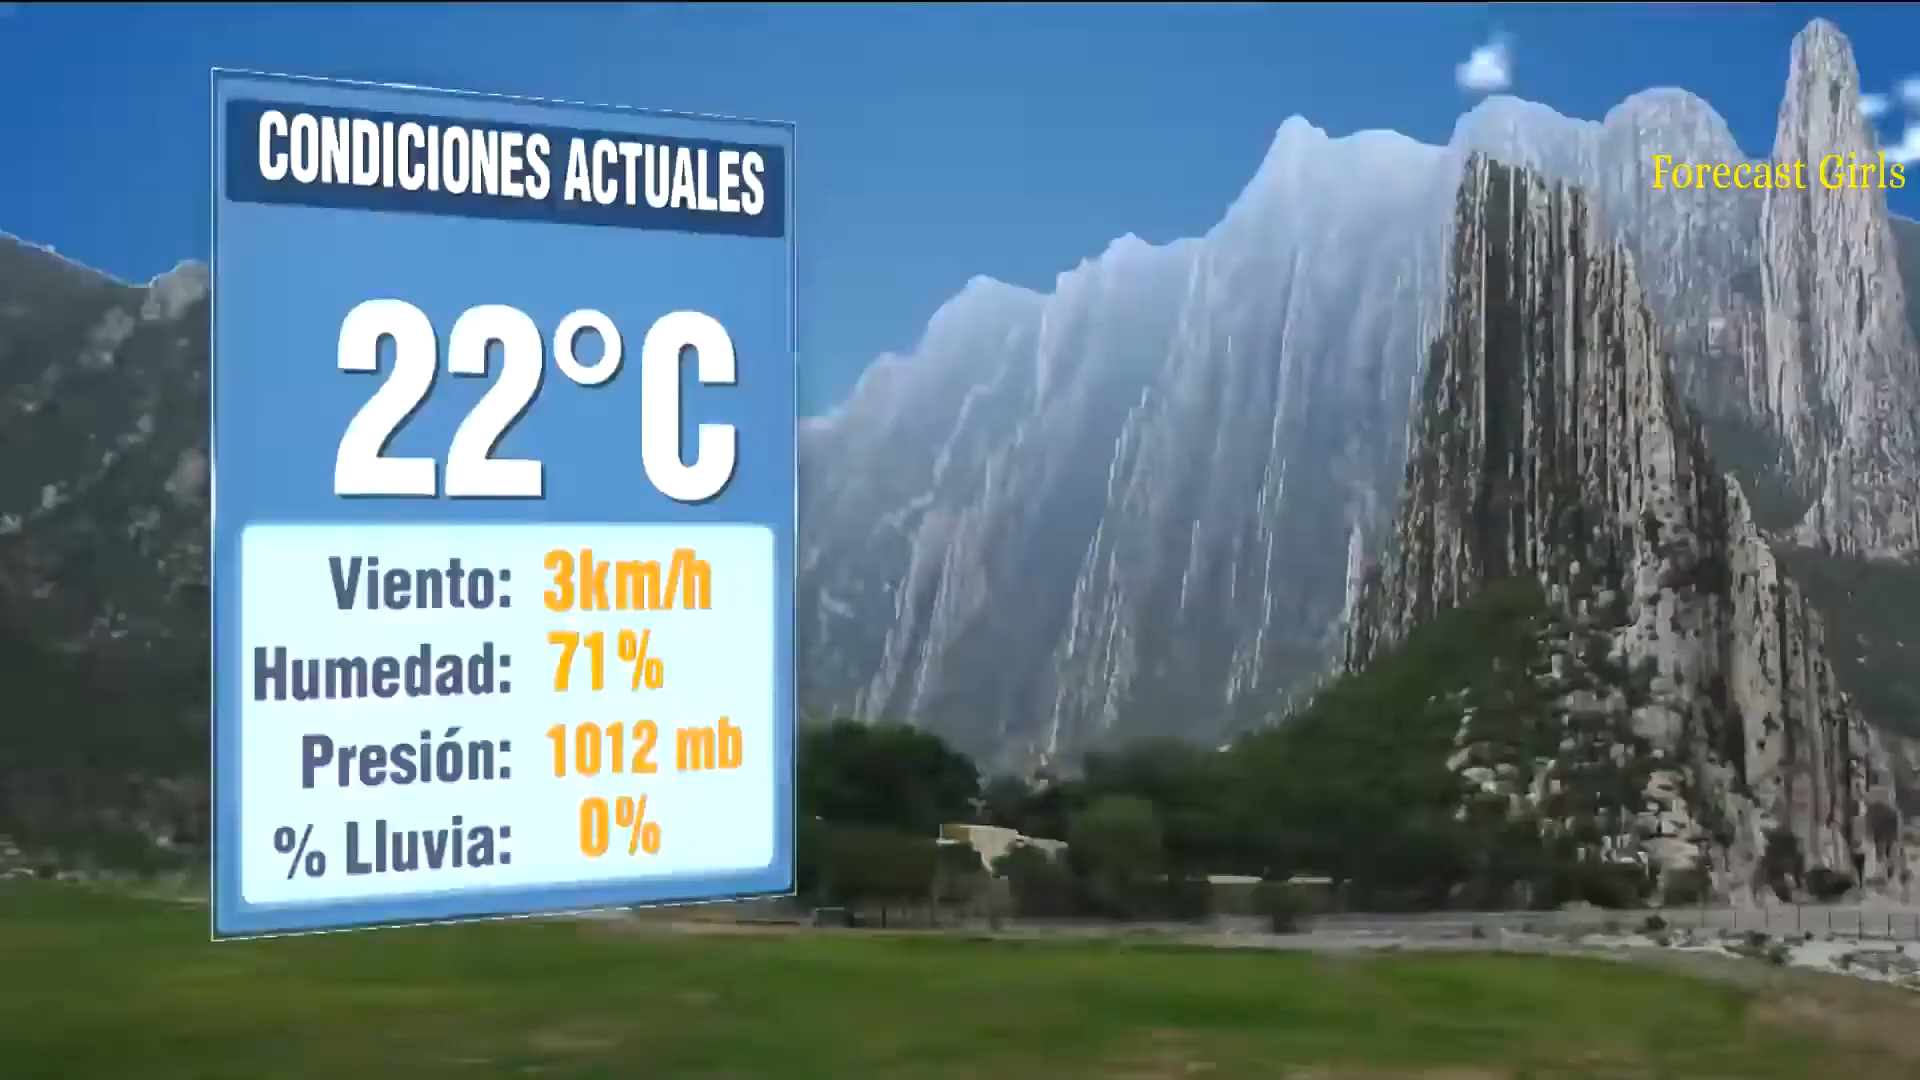 CONDICIONES ACTUALES
22°C
Viento: 3km/h
Humedad: 71%
Presión: 1012 mb
% Lluvia: 0%
Forecast Girls